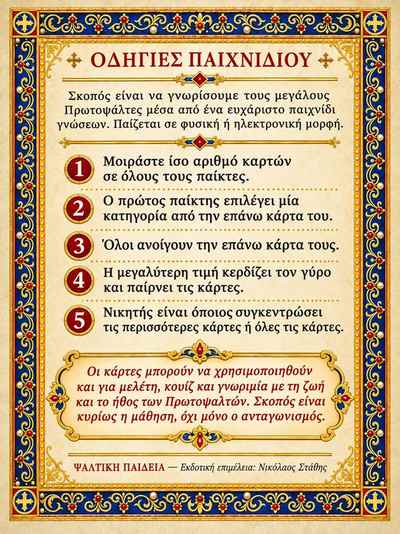 ΟΔΗΓΙΕΣ ΠΑΙΧΝΙΔΙΟΥ
Σκοπός είναι να γνωρίσουμε τους μεγάλους
Πρωτοψάλτες μέσα από ένα ευχάριστο παιχνίδι
γνώσεων. Παίζεται σε φυσική ή ηλεκτρονική μορφή.
1 Μοιράστε ίσο αριθμό καρτών
σε όλους τους παίκτες.
2 Ο πρώτος παίκτης επιλέγει μία
κατηγορία από την επάνω κάρτα του.
3 Όλοι ανοίγουν την επάνω κάρτα τους.
4 Η μεγαλύτερη τιμή κερδίζει τον γύρο
και παίρνει τις κάρτες.
5 Νικητής είναι όποιος συγκεντρώσει
τις περισσότερες κάρτες ή όλες τις κάρτες.
Οι κάρτες μπορούν να χρησιμοποιηθούν
και για μελέτη, κουίζ και γνωριμία με τη ζωή
και το ήθος των Πρωτοψαλτών. Σκοπός είναι
κυρίως η μάθηση, όχι μόνο ο ανταγωνισμός.
ΨΑΛΤΙΚΗ ΠΑΙΔΕΙΑ — Εκδοτική επιμέλεια: Νικόλαος Στάθης